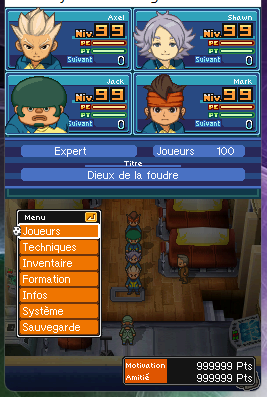 Axel
Niv. 99
PE
PT
Suivant 0
Shawn
Niv. 99
PE
PT
Suivant 0
Jack
Niv. 99
PE
PT
Suivant 0
Mark
Niv. 99
PE
PT
Suivant 0
Expert
Joueurs 100
Titre
Dieux de la foudre
Menu
Joueurs
Techniques
Inventaire
Formation
Infos
Système
Sauvegarde
Motivation 999999 Pts
Amitié 999999 Pts